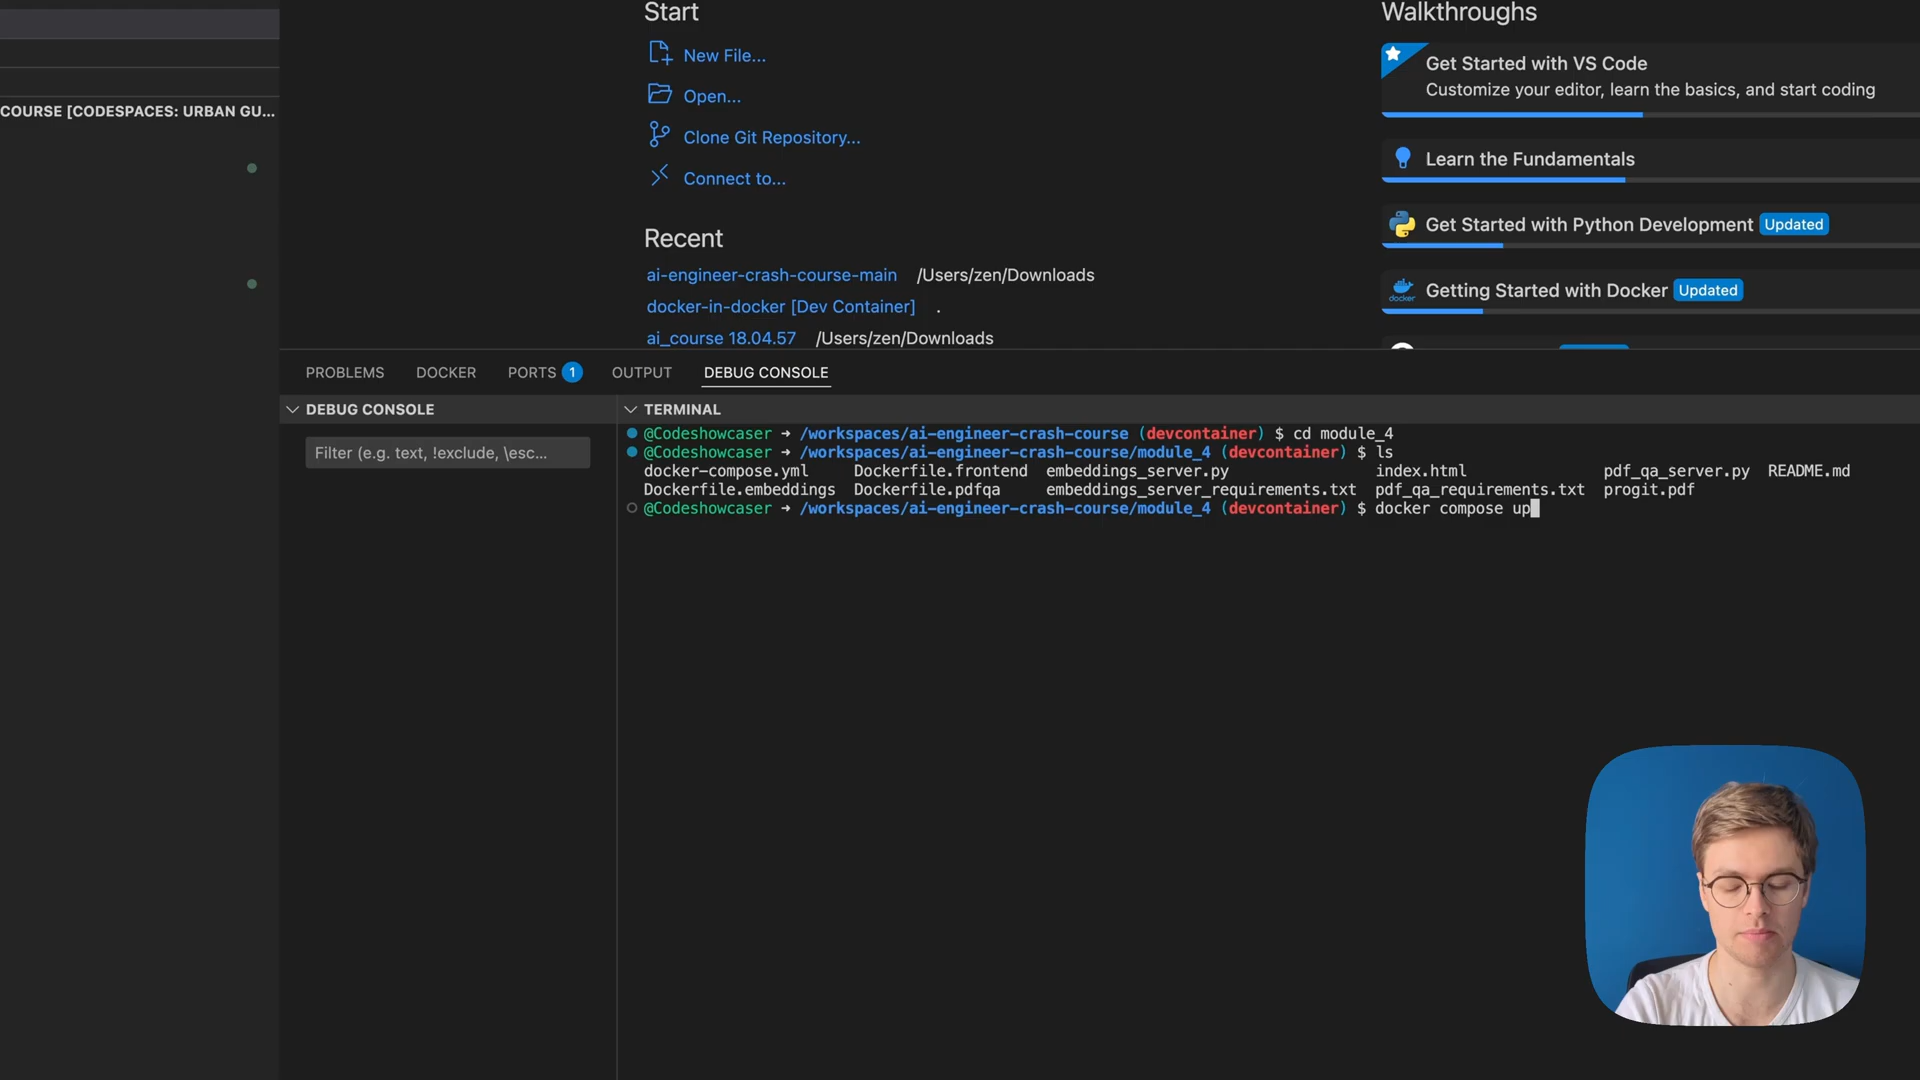 Start
New File...
Open...
Clone Git Repository...
Connect to...
Recent
ai-engineer-crash-course-main /Users/zen/Downloads
docker-in-docker [Dev Container] .
ai_course 18.04.57 /Users/zen/Downloads
Walkthroughs
Get Started with VS Code
Customize your editor, learn the basics, and start coding
Learn the Fundamentals
Get Started with Python Development Updated
docker
Getting Started with Docker Updated
COURSE [CODESPACES: URBAN GU...
PROBLEMS DOCKER PORTS 1 OUTPUT DEBUG CONSOLE
DEBUG CONSOLE
Filter (e.g. text, !exclude, \esc...
TERMINAL
@Codeshowcaser ➜ /workspaces/ai-engineer-crash-course (devcontainer) $ cd module_4
@Codeshowcaser ➜ /workspaces/ai-engineer-crash-course/module_4 (devcontainer) $ ls
docker-compose.yml Dockerfile.frontend embeddings_server.py index.html pdf_qa_server.py README.md
Dockerfile.embeddings Dockerfile.pdfqa embeddings_server_requirements.txt pdf_qa_requirements.txt progit.pdf
@Codeshowcaser ➜ /workspaces/ai-engineer-crash-course/module_4 (devcontainer) $ docker compose up